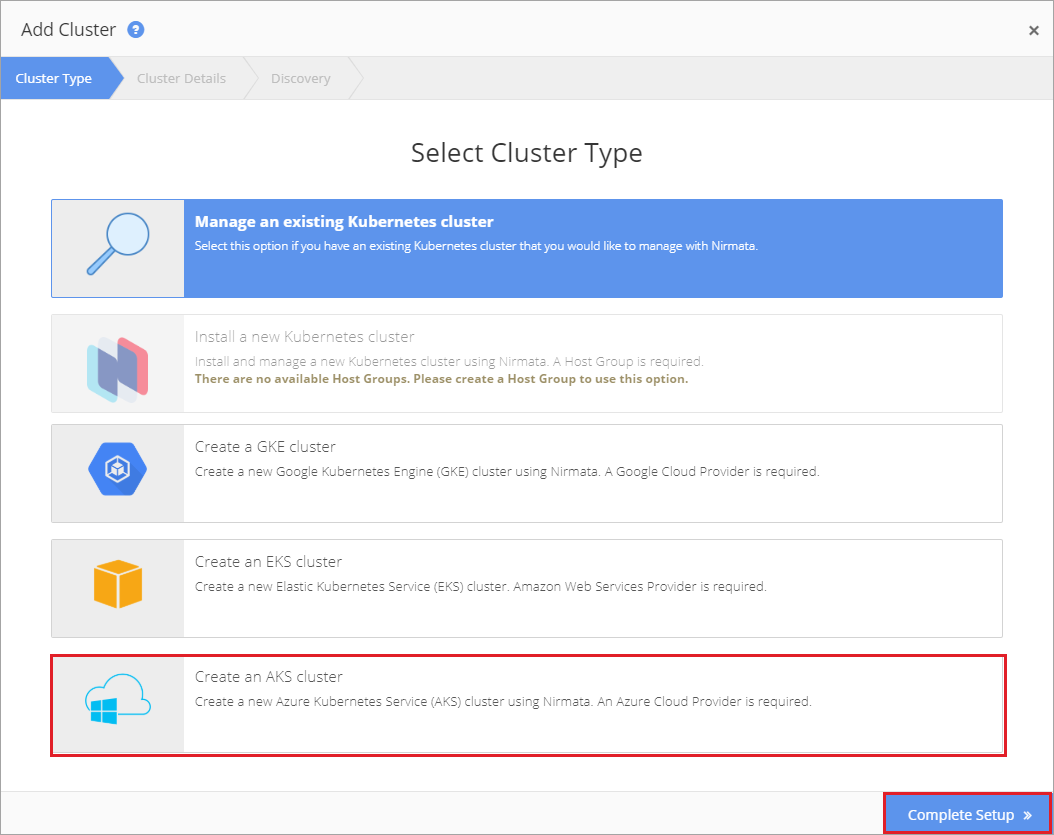 Add Cluster ?
×
Cluster Type Cluster Details Discovery
Select Cluster Type
Manage an existing Kubernetes cluster
Select this option if you have an existing Kubernetes cluster that you would like to manage with Nirmata.
Install a new Kubernetes cluster
Install and manage a new Kubernetes cluster using Nirmata. A Host Group is required.
There are no available Host Groups. Please create a Host Group to use this option.
Create a GKE cluster
Create a new Google Kubernetes Engine (GKE) cluster using Nirmata. A Google Cloud Provider is required.
Create an EKS cluster
Create a new Elastic Kubernetes Service (EKS) cluster. Amazon Web Services Provider is required.
Create an AKS cluster
Create a new Azure Kubernetes Service (AKS) cluster using Nirmata. An Azure Cloud Provider is required.
Complete Setup »